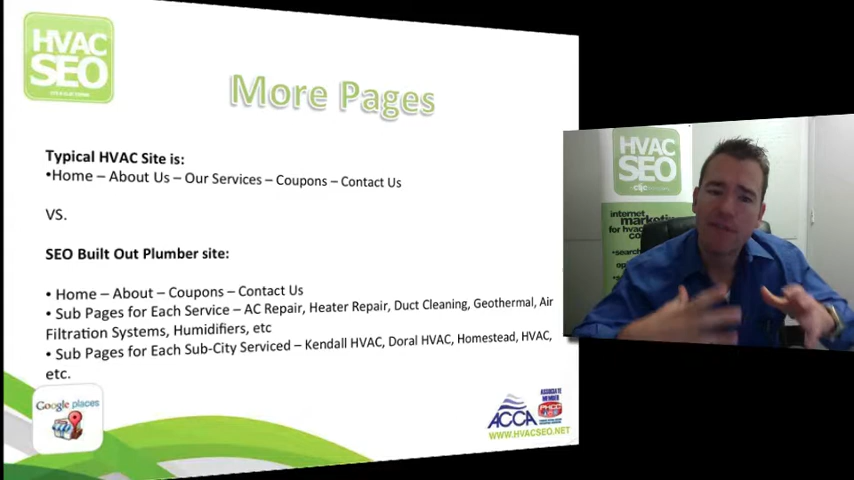 HVAC
SEO
More Pages
Typical HVAC Site is:
•Home – About Us – Our Services – Coupons – Contact Us
VS.
SEO Built Out Plumber site:
• Home – About – Coupons – Contact Us
• Sub Pages for Each Service – AC Repair, Heater Repair, Duct Cleaning, Geothermal, Air
Filtration Systems, Humidifiers, etc
• Sub Pages for Each Sub-City Serviced – Kendall HVAC, Doral HVAC, Homestead, HVAC,
etc.
Google places
ACCA
ASSOCIATE
MEMBER
PHCC
WWW.HVACSEO.NET
HVAC
SEO
internet
marketing
for hvac